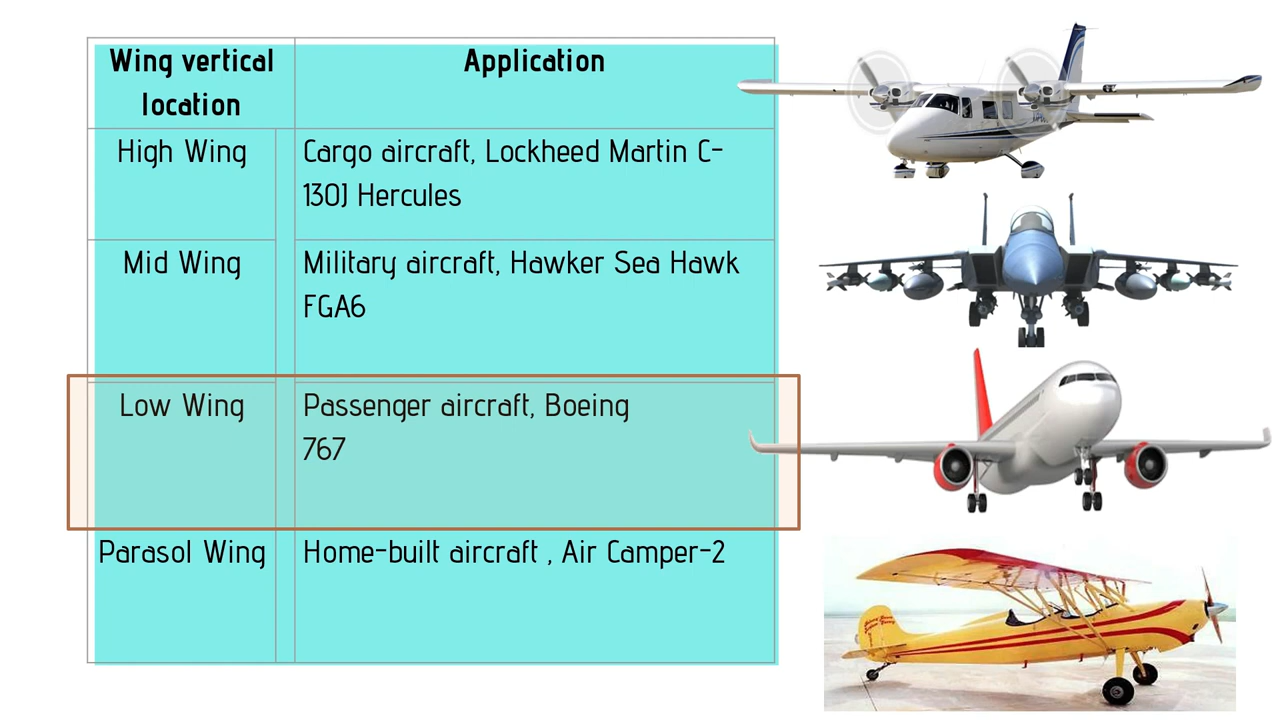 Wing vertical
location
Application
High Wing
Cargo aircraft, Lockheed Martin C-
130J Hercules
Mid Wing
Military aircraft, Hawker Sea Hawk
FGA6
Low Wing
Passenger aircraft, Boeing
767
Parasol Wing
Home-built aircraft , Air Camper-2